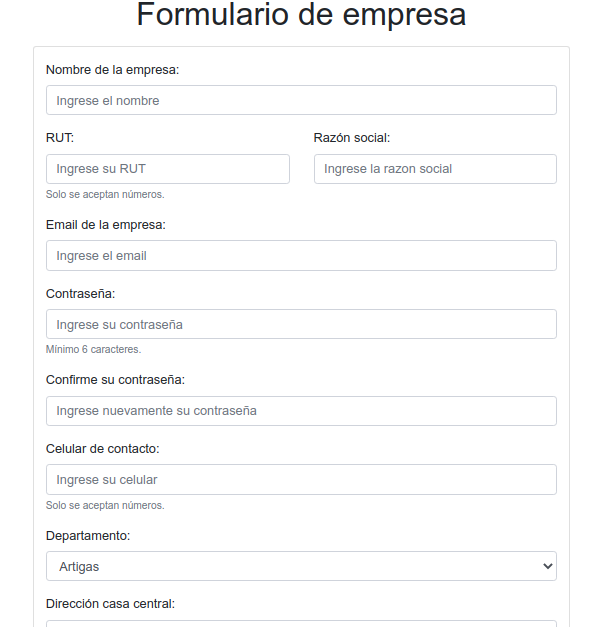 Formulario de empresa
Nombre de la empresa:
Ingrese el nombre
RUT: Razón social:
Ingrese su RUT Ingrese la razon social
Solo se aceptan números.
Email de la empresa:
Ingrese el email
Contraseña:
Ingrese su contraseña
Mínimo 6 caracteres.
Confirme su contraseña:
Ingrese nuevamente su contraseña
Celular de contacto:
Ingrese su celular
Solo se aceptan números.
Departamento:
Artigas
Dirección casa central: